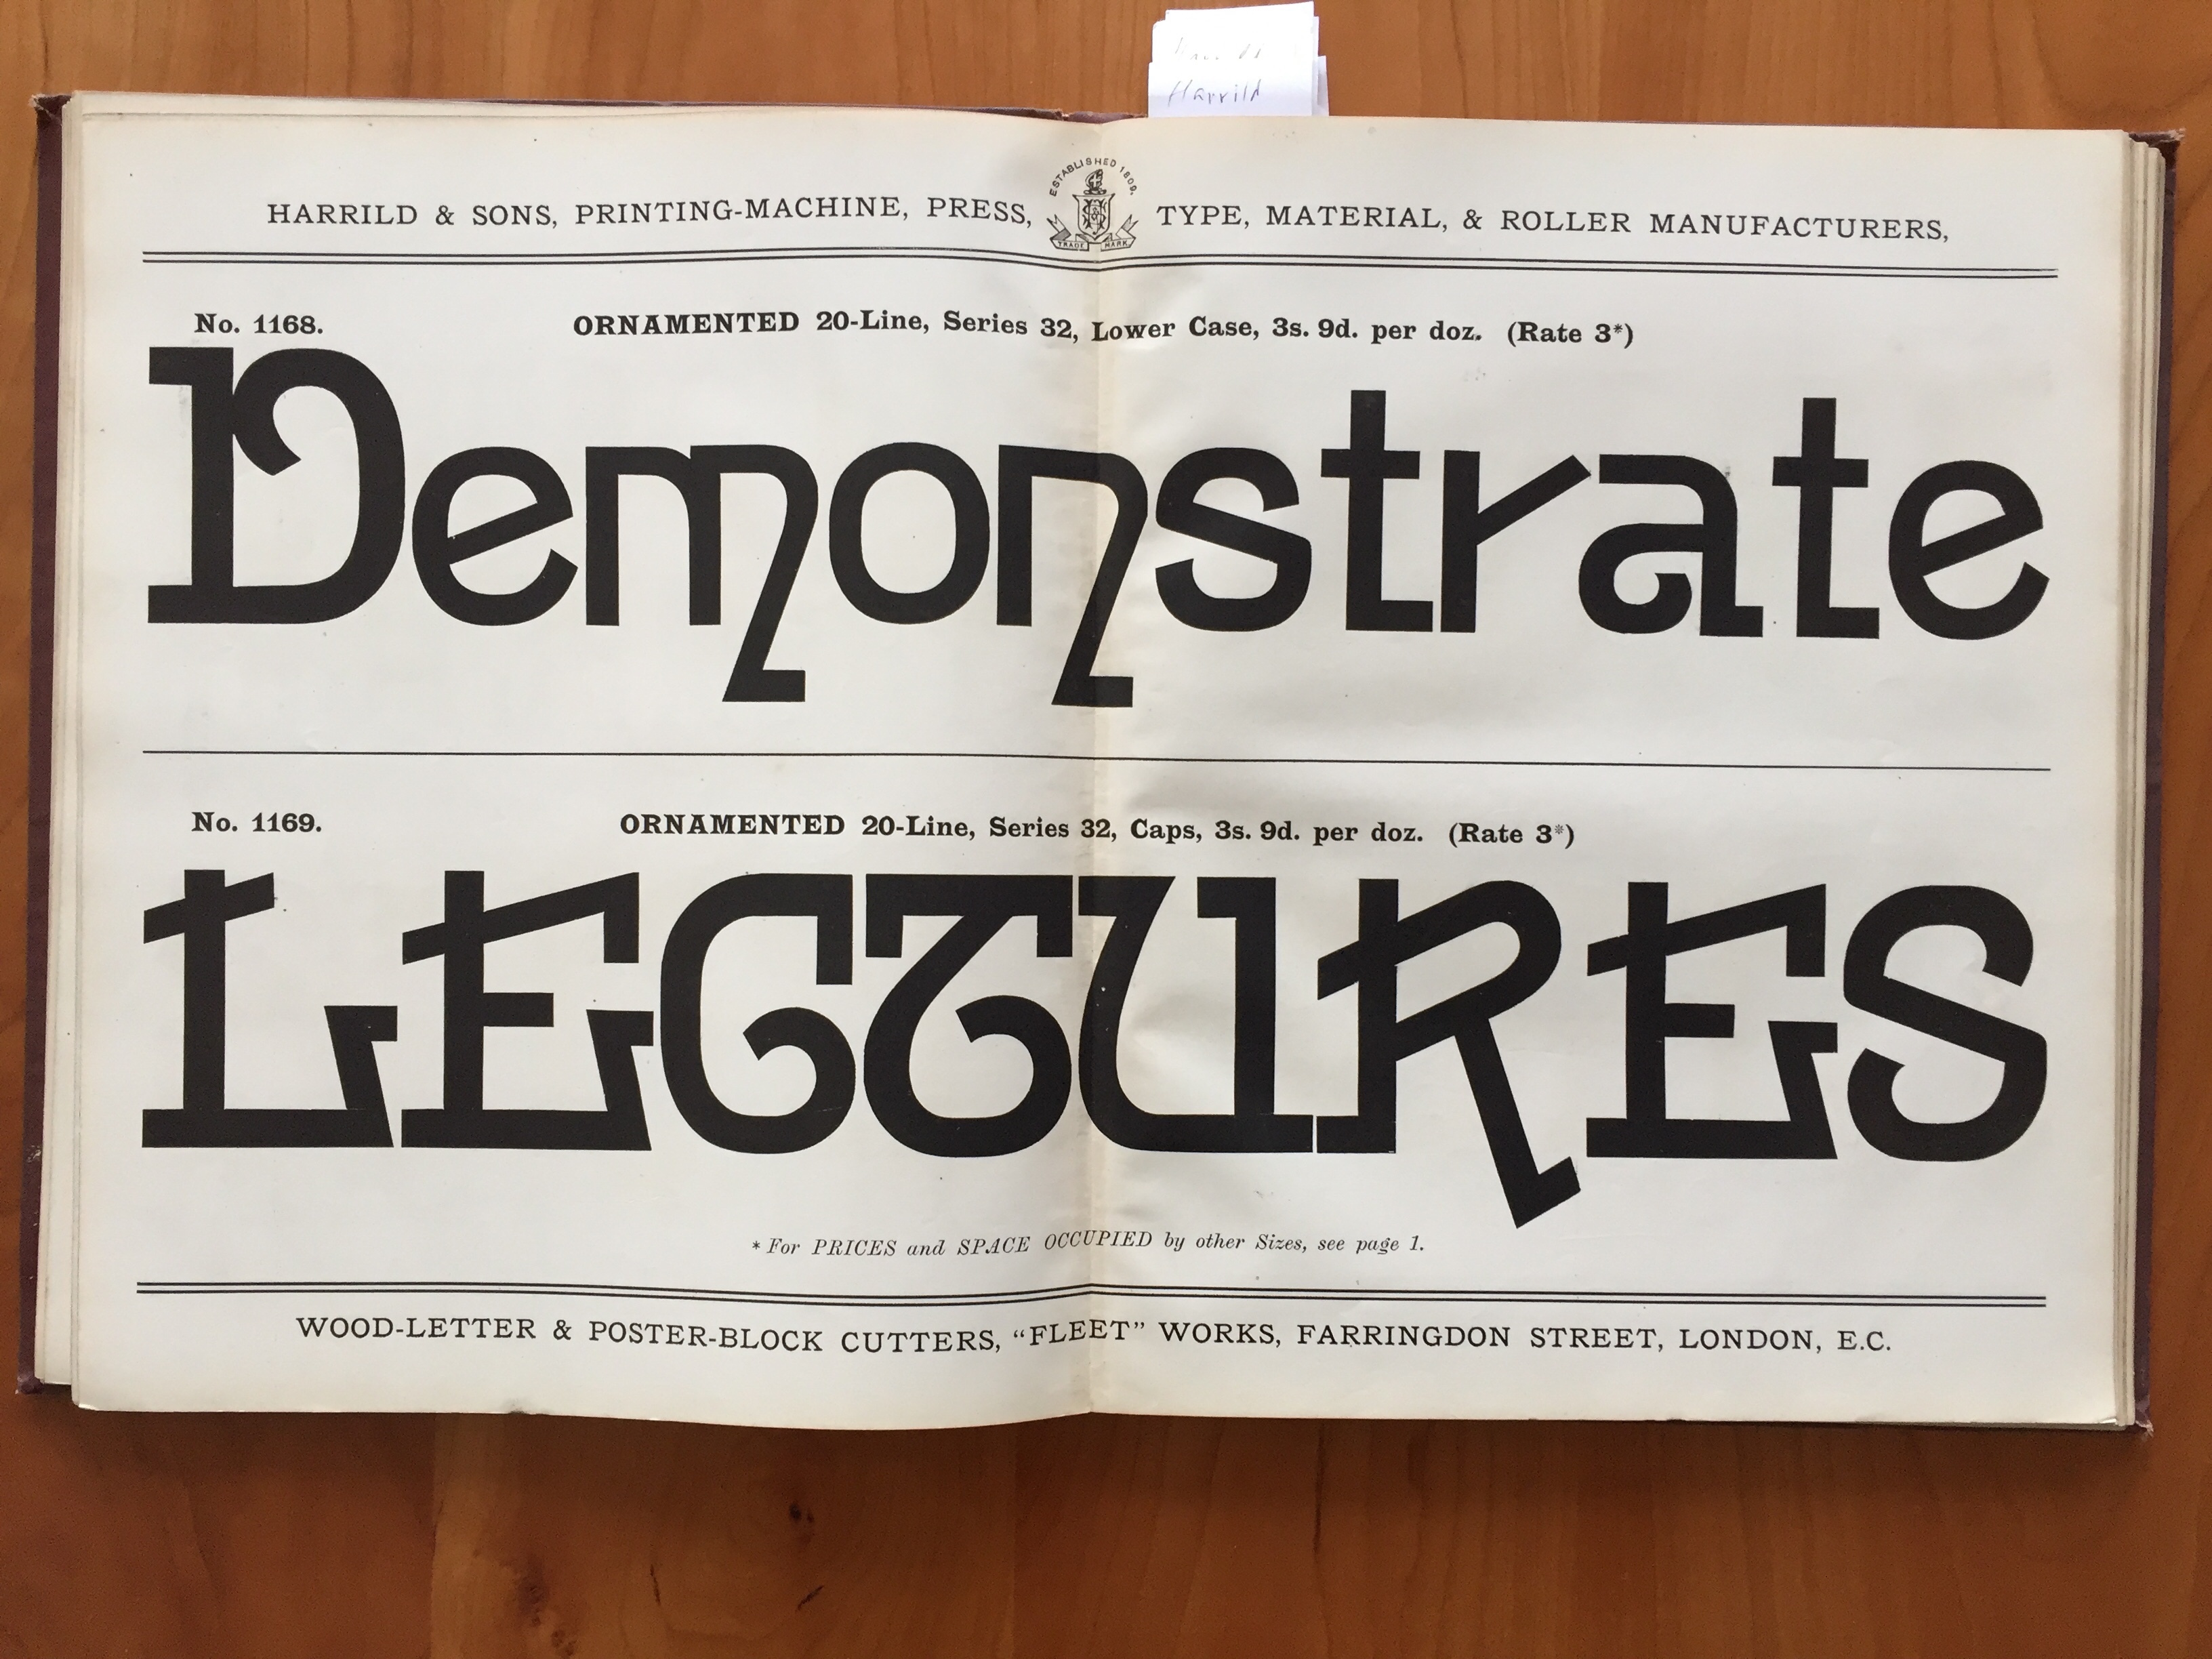 Harrild
ESTABLISHED 1809.
HARRILD & SONS, PRINTING-MACHINE, PRESS, TYPE, MATERIAL, & ROLLER MANUFACTURERS,
TRADE MARK
No. 1168. ORNAMENTED 20-Line, Series 32, Lower Case, 3s. 9d. per doz. (Rate 3*)
Demonstrate
No. 1169. ORNAMENTED 20-Line, Series 32, Caps, 3s. 9d. per doz. (Rate 3*)
LECTURES
* For PRICES and SPACE OCCUPIED by other Sizes, see page 1.
WOOD-LETTER & POSTER-BLOCK CUTTERS, “FLEET” WORKS, FARRINGDON STREET, LONDON, E.C.